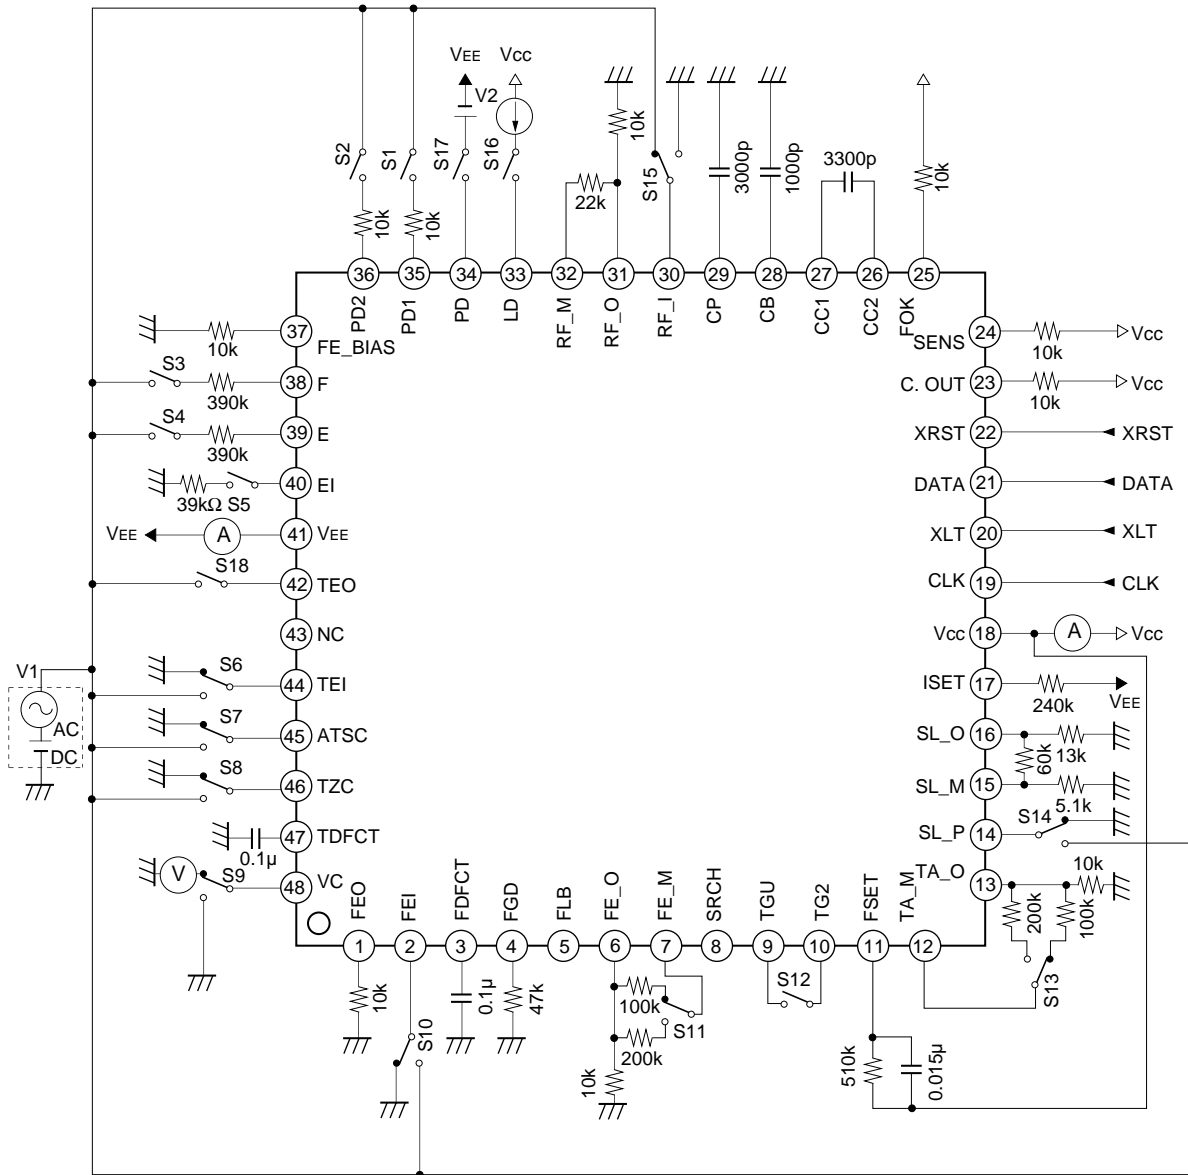 VEE
Vcc
V2
S2
S1
S17
S16
10k
10k
22k
10k
S15
3000p
1000p
3300p
10k
36
35
34
33
32
31
30
29
28
27
26
25
PD2
PD1
PD
LD
RF_M
RF_O
RF_I
CP
CB
CC1
CC2
FOK
37
FE_BIAS
10k
S3
38
F
390k
S4
39
E
390k
40
EI
39kΩ S5
VEE
A
41
VEE
S18
42
TEO
43
NC
V1
AC
DC
S6
44
TEI
S7
45
ATSC
S8
46
TZC
47
TDFCT
0.1µ
V
S9
48
VC
SENS
24
10k
Vcc
C. OUT
23
10k
Vcc
XRST
22
XRST
DATA
21
DATA
XLT
20
XLT
CLK
19
CLK
Vcc
18
A
Vcc
ISET
17
240k
VEE
SL_O
16
13k
60k
SL_M
15
5.1k
S14
SL_P
14
TA_O
13
10k
200k
100k
S13
FEO
FEI
FDFCT
FGD
FLB
FE_O
FE_M
SRCH
TGU
TG2
FSET
TA_M
1
2
3
4
5
6
7
8
9
10
11
12
10k
S10
0.1µ
47k
100k
S11
200k
10k
S12
510k
0.015µ